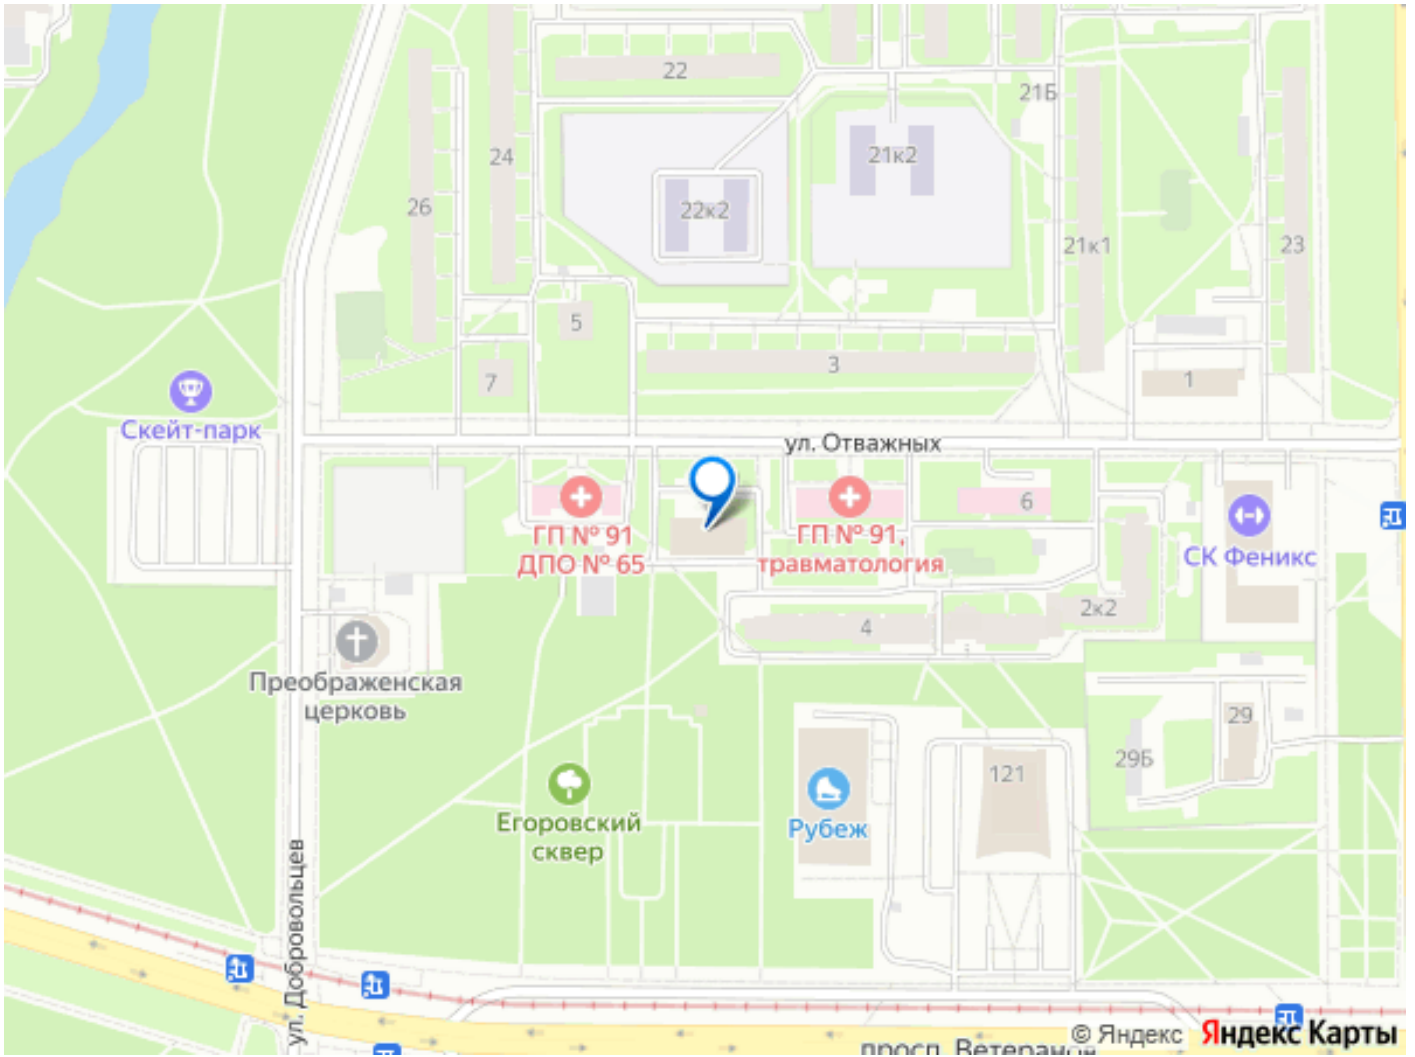 22
21Б
24
21к2
26
22к2
21к1
23
5
3
7
1
Скейт-парк
ул. Отважных
6
ГП № 91
ДПО № 65
ГП № 91,
травматология
СК Феникс
2к2
4
Преображенская
церковь
29
29Б
121
Егоровский
сквер
Рубеж
ул. Добровольцев
© Яндекс
Яндекс Карты
просп. Ветеранов